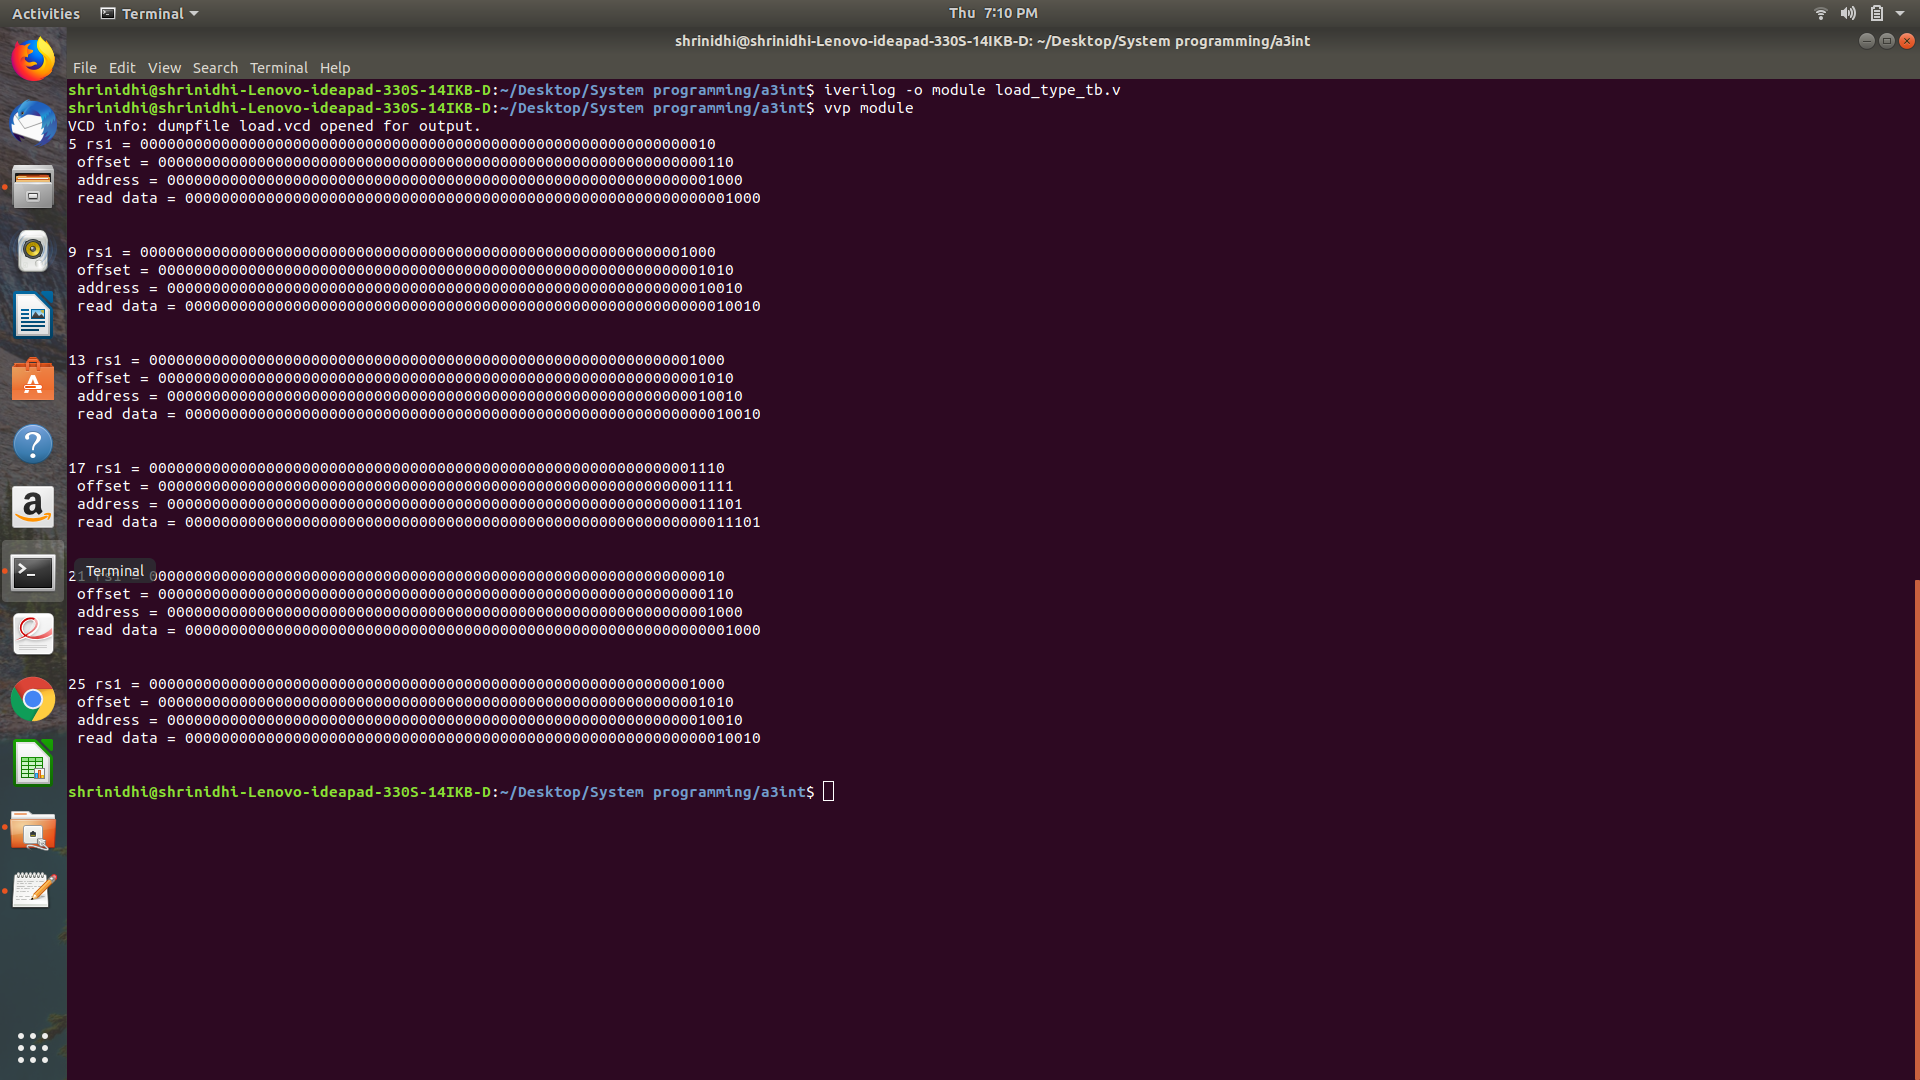 Activities
Terminal
Thu 7:10 PM
shrinidhi@shrinidhi-Lenovo-ideapad-330S-14IKB-D: ~/Desktop/System programming/a3int
File Edit View Search Terminal Help
shrinidhi@shrinidhi-Lenovo-ideapad-330S-14IKB-D:~/Desktop/System programming/a3int$ iverilog -o module load_type_tb.v
shrinidhi@shrinidhi-Lenovo-ideapad-330S-14IKB-D:~/Desktop/System programming/a3int$ vvp module
VCD info: dumpfile load.vcd opened for output.
5 rs1 = 0000000000000000000000000000000000000000000000000000000000000010
offset = 0000000000000000000000000000000000000000000000000000000000000110
address = 0000000000000000000000000000000000000000000000000000000000001000
read data = 0000000000000000000000000000000000000000000000000000000000001000
9 rs1 = 0000000000000000000000000000000000000000000000000000000000001000
offset = 0000000000000000000000000000000000000000000000000000000000001010
address = 0000000000000000000000000000000000000000000000000000000000010010
read data = 0000000000000000000000000000000000000000000000000000000000010010
13 rs1 = 0000000000000000000000000000000000000000000000000000000000001000
offset = 0000000000000000000000000000000000000000000000000000000000001010
address = 0000000000000000000000000000000000000000000000000000000000010010
read data = 0000000000000000000000000000000000000000000000000000000000010010
17 rs1 = 0000000000000000000000000000000000000000000000000000000000001110
offset = 0000000000000000000000000000000000000000000000000000000000001111
address = 0000000000000000000000000000000000000000000000000000000000011101
read data = 0000000000000000000000000000000000000000000000000000000000011101
Terminal
21 rs1 = 0000000000000000000000000000000000000000000000000000000000000010
offset = 0000000000000000000000000000000000000000000000000000000000000110
address = 0000000000000000000000000000000000000000000000000000000000001000
read data = 0000000000000000000000000000000000000000000000000000000000001000
25 rs1 = 0000000000000000000000000000000000000000000000000000000000001000
offset = 0000000000000000000000000000000000000000000000000000000000001010
address = 0000000000000000000000000000000000000000000000000000000000010010
read data = 0000000000000000000000000000000000000000000000000000000000010010
shrinidhi@shrinidhi-Lenovo-ideapad-330S-14IKB-D:~/Desktop/System programming/a3int$